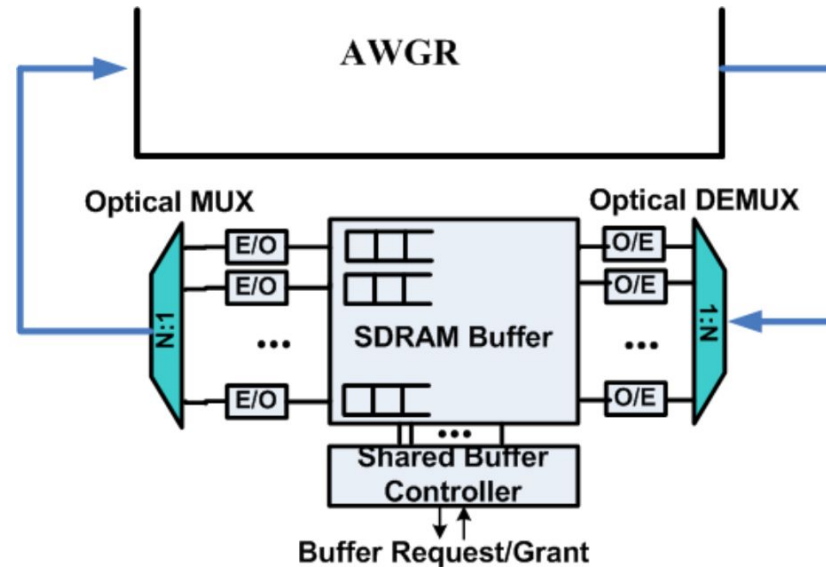 AWGR
Optical MUX
Optical DEMUX
E/O
O/E
E/O
O/E
N:1
SDRAM Buffer
1:N
...
...
E/O
O/E
...
Shared Buffer
Controller
Buffer Request/Grant